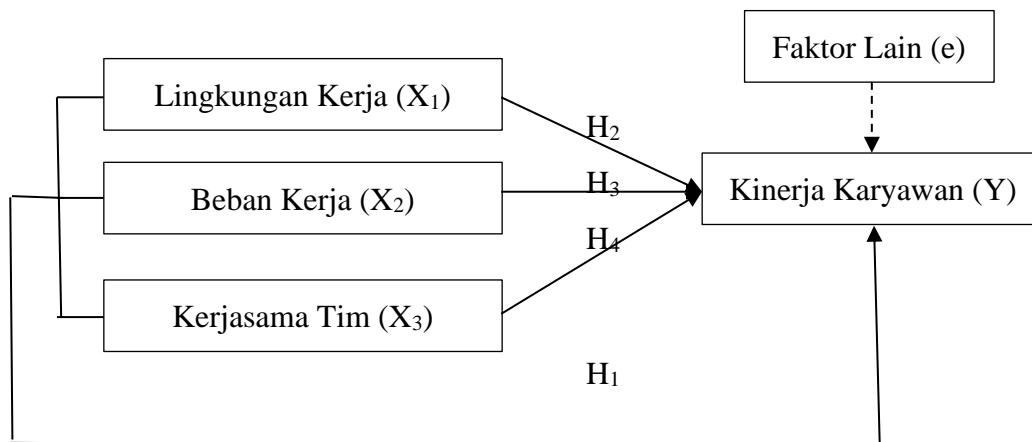 Faktor Lain (e)
Lingkungan Kerja (X₁)
H₂
Beban Kerja (X₂)
H₃
Kinerja Karyawan (Y)
H₄
Kerjasama Tim (X₃)
H₁